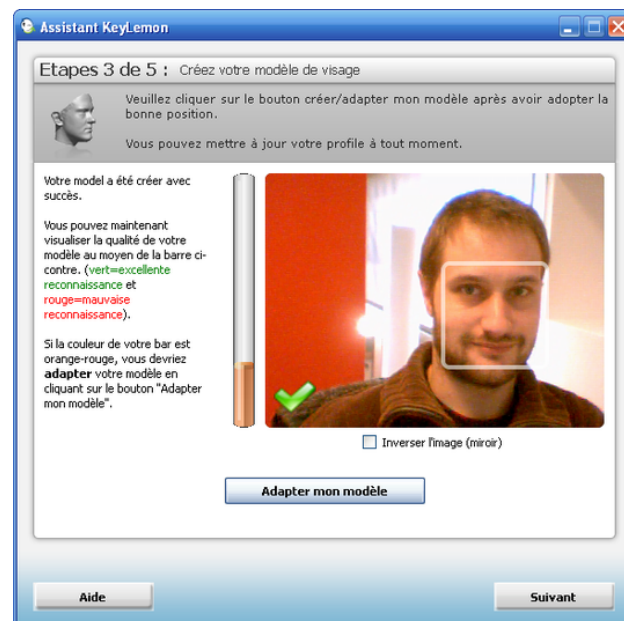 Assistant KeyLemon
Etapes 3 de 5 : Créez votre modèle de visage
Veuillez cliquer sur le bouton créer/adapter mon modèle après avoir adopter la
bonne position.
Vous pouvez mettre à jour votre profile à tout moment.
Votre model a été créer avec
succès.
Vous pouvez maintenant
visualiser la qualité de votre
modèle au moyen de la barre ci-
contre. (vert=excellente
reconnaissance et
rouge=mauvaise
reconnaissance).
Si la couleur de votre bar est
orange-rouge, vous devriez
adapter votre modèle en
cliquant sur le bouton "Adapter
mon modèle".
Inverser l'image (miroir)
Adapter mon modèle
Aide
Suivant